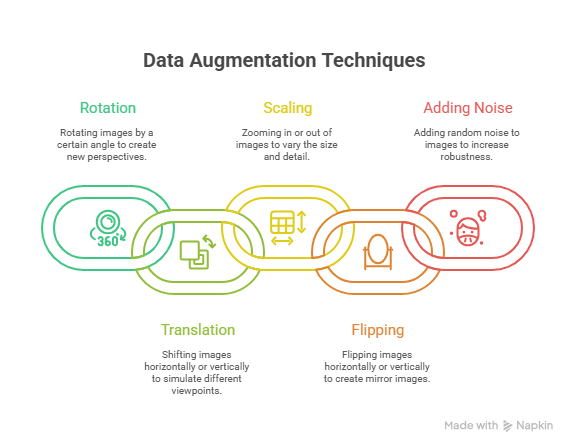 Data Augmentation Techniques
Rotation
Rotating images by a
certain angle to create
new perspectives.
Scaling
Zooming in or out of
images to vary the size
and detail.
Adding Noise
Adding random noise to
images to increase
robustness.
360°
Translation
Shifting images
horizontally or vertically
to simulate different
viewpoints.
Flipping
Flipping images
horizontally or vertically
to create mirror images.
Made with Napkin